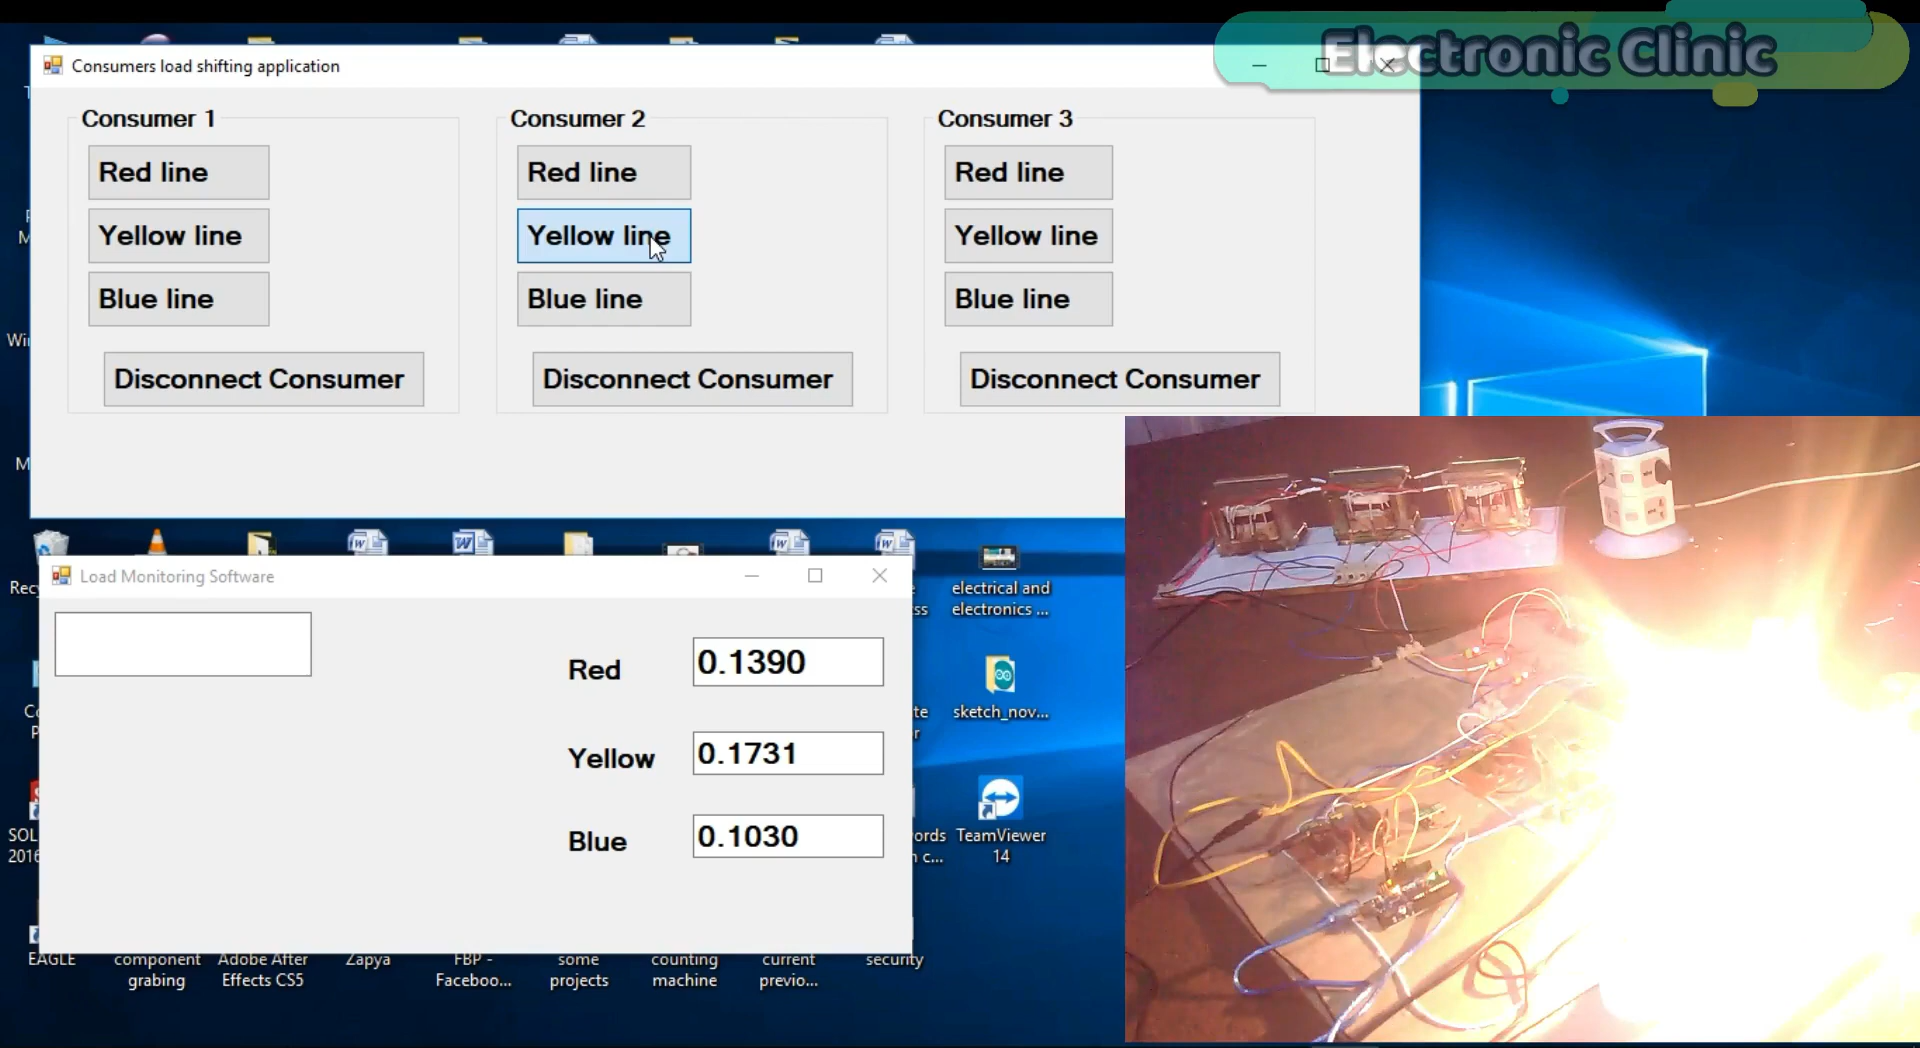 Electronic Clinic
Consumers load shifting application
Consumer 1
Red line
Yellow line
Blue line
Disconnect Consumer
Consumer 2
Red line
Yellow line
Blue line
Disconnect Consumer
Consumer 3
Red line
Yellow line
Blue line
Disconnect Consumer
Load Monitoring Software
Red 0.1390
Yellow 0.1731
Blue 0.1030
electrical and
electronics ...
sketch_nov...
TeamViewer
14
2016
EAGLE
component
grabing
Adobe After
Effects CS5
Zapya
FBP -
Faceboo...
some
projects
counting
machine
current
previo...
security